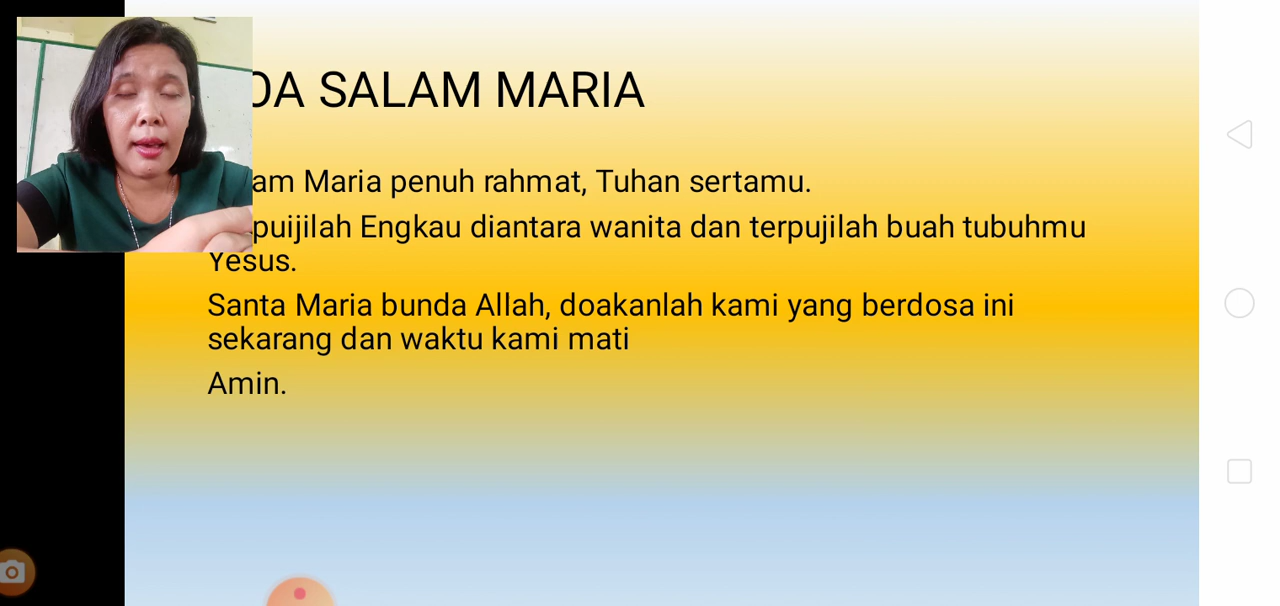 OA SALAM MARIA
am Maria penuh rahmat, Tuhan sertamu.
puijilah Engkau diantara wanita dan terpujilah buah tubuhmu
Yesus.
Santa Maria bunda Allah, doakanlah kami yang berdosa ini
sekarang dan waktu kami mati
Amin.